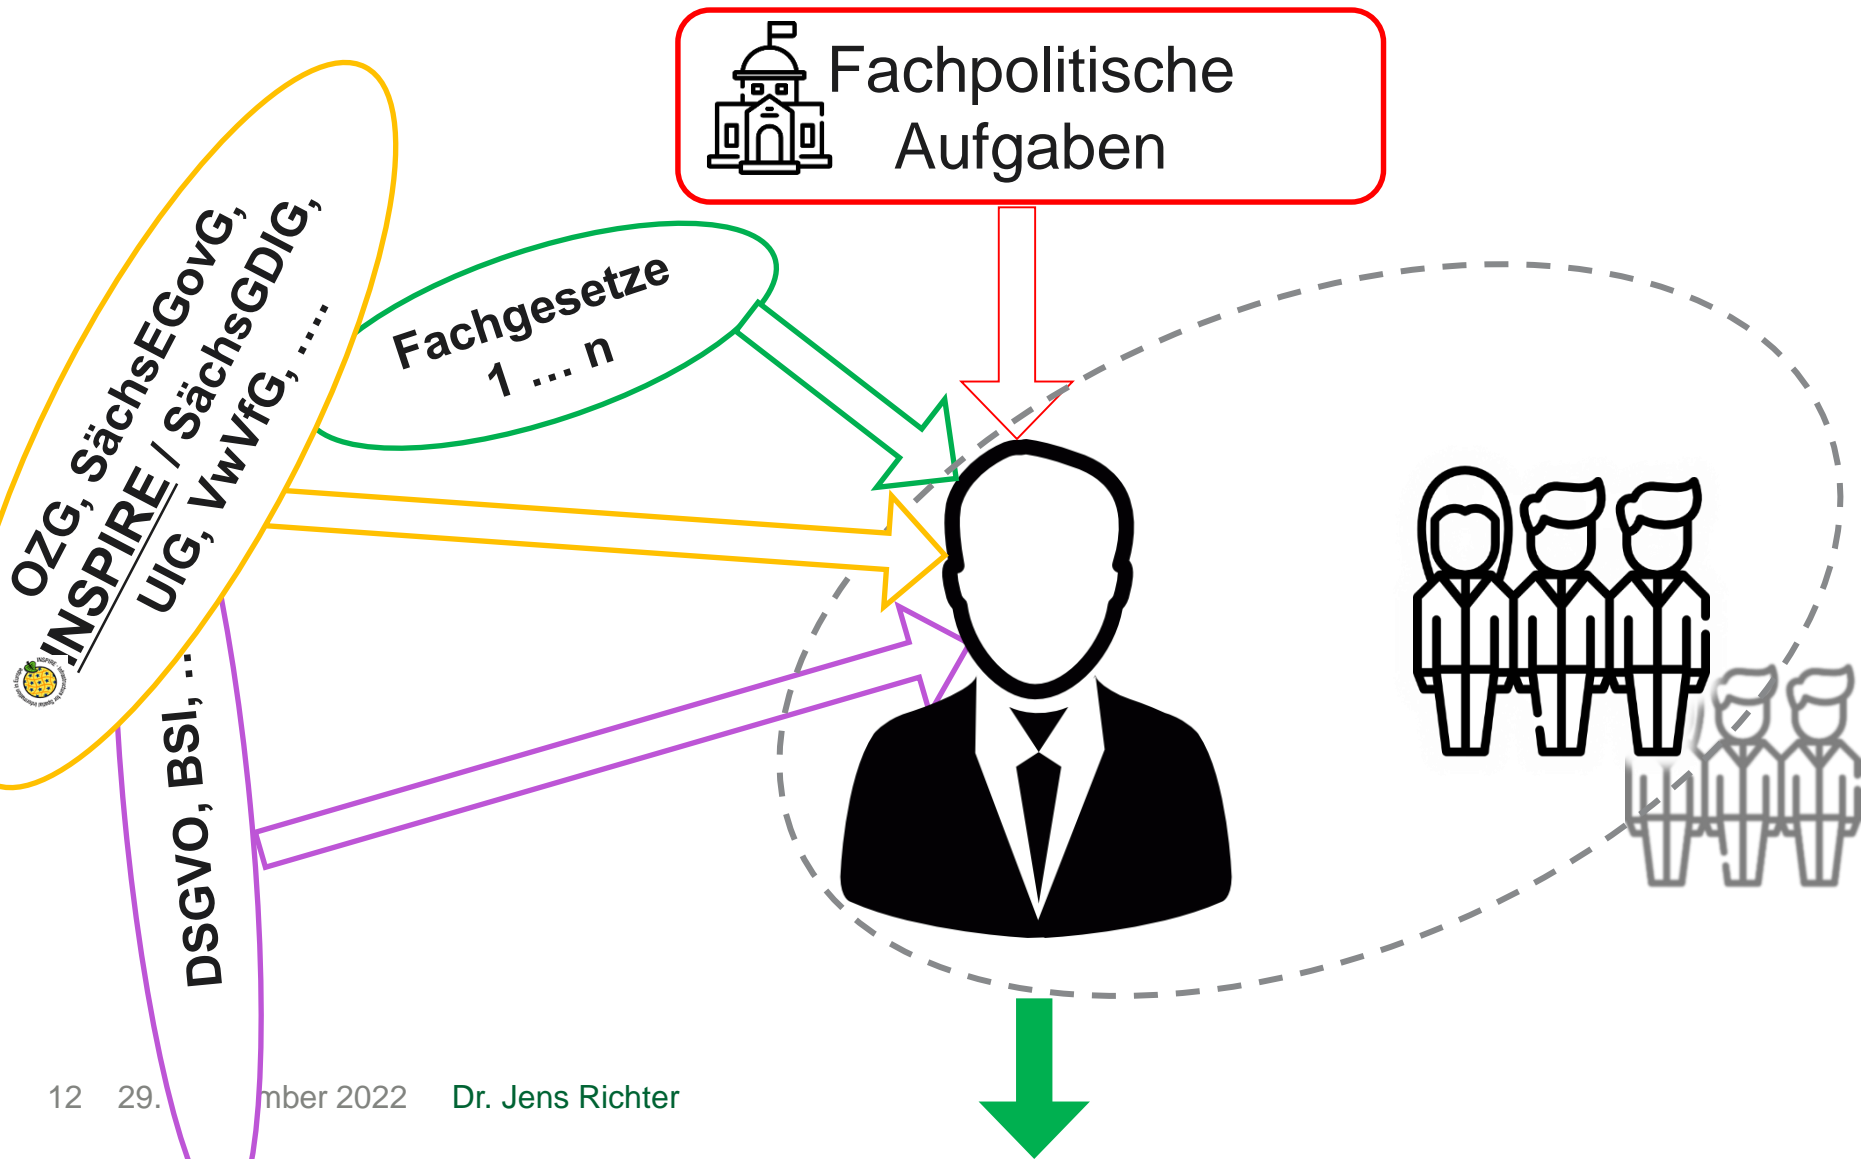 Fachpolitische
Aufgaben
Fachgesetze
1 ... n
OZG, SächsEGovG,
INSPIRE / SächsGDIG,
UIG, VwVfG, ....
DSGVO, BSI, ..
12 29. mber 2022 Dr. Jens Richter